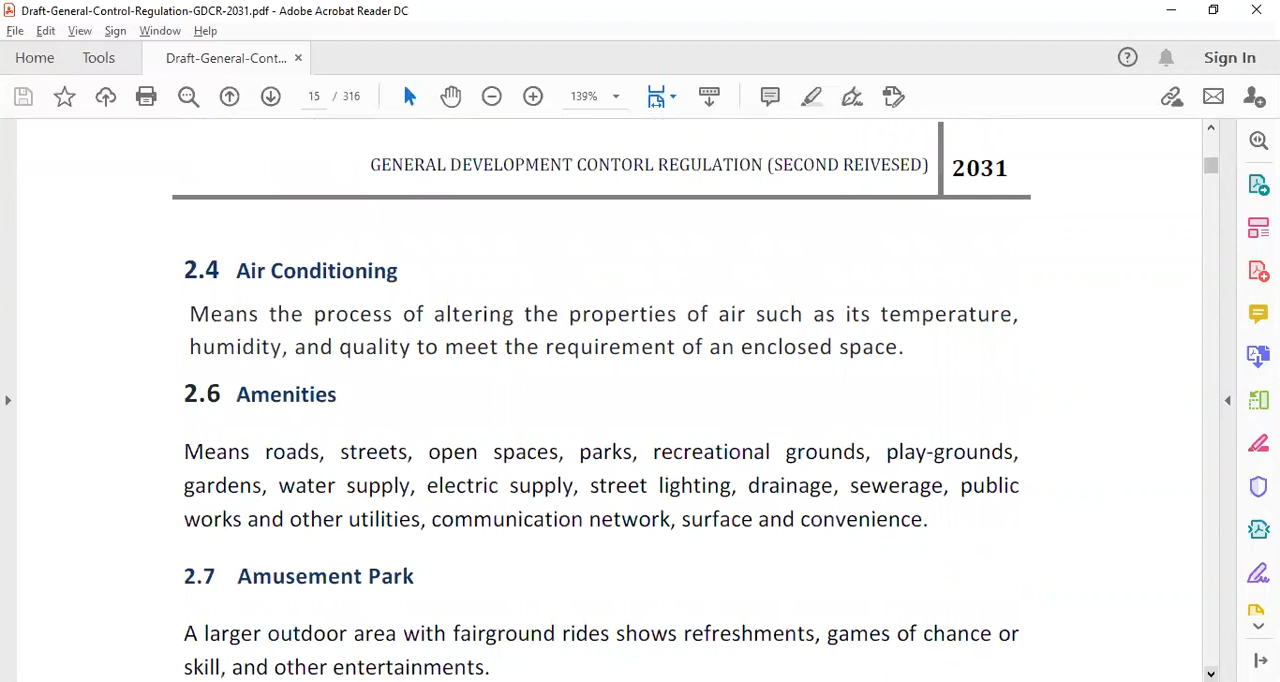 Draft-General-Control-Regulation-GDCR-2031.pdf - Adobe Acrobat Reader DC
File Edit View Sign Window Help
Home Tools Draft-General-Cont... × Sign In
15 / 316 139%
GENERAL DEVELOPMENT CONTORL REGULATION (SECOND REIVESED) 2031
2.4 Air Conditioning
Means the process of altering the properties of air such as its temperature,
humidity, and quality to meet the requirement of an enclosed space.
2.6 Amenities
Means roads, streets, open spaces, parks, recreational grounds, play-grounds,
gardens, water supply, electric supply, street lighting, drainage, sewerage, public
works and other utilities, communication network, surface and convenience.
2.7 Amusement Park
A larger outdoor area with fairground rides shows refreshments, games of chance or
skill, and other entertainments.